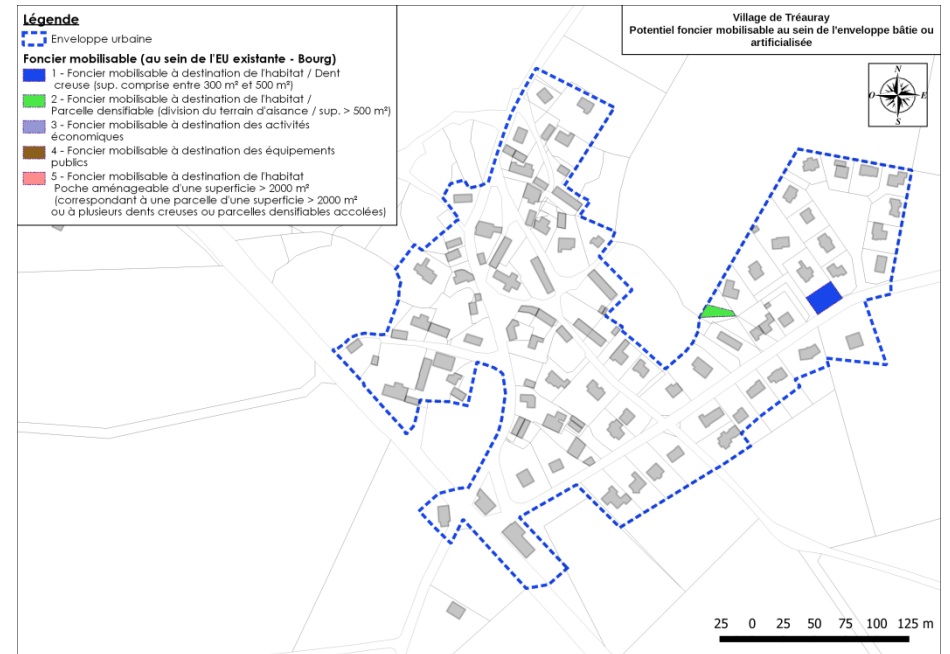 Légende
Enveloppe urbaine
Foncier mobilisable (au sein de l'EU existante - Bourg)
1 - Foncier mobilisable à destination de l'habitat / Dent
creuse (sup. comprise entre 300 m² et 500 m²)
2 - Foncier mobilisable à destination de l'habitat /
Parcelle densifiable (division du terrain d'aisance / sup. > 500 m²)
3 - Foncier mobilisable à destination des activités
économiques
4 - Foncier mobilisable à destination des équipements
publics
5 - Foncier mobilisable à destination de l'habitat
Poche aménageable d'une superficie > 2000 m²
(correspondant à une parcelle d'une superficie > 2000 m²
ou à plusieurs dents creuses ou parcelles densifiables accolées)
Village de Tréauray
Potentiel foncier mobilisable au sein de l'enveloppe bâtie ou
artificialisée
N
O E
S
25 0 25 50 75 100 125 m